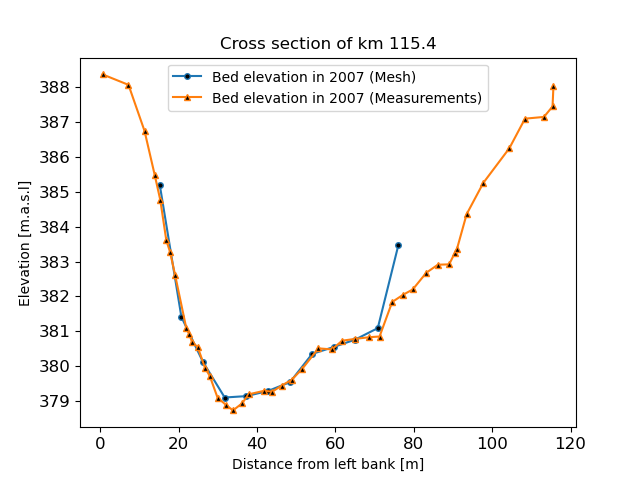 Cross section of km 115.4
Bed elevation in 2007 (Mesh)
Bed elevation in 2007 (Measurements)
Elevation [m.a.s.l]
388
387
386
385
384
383
382
381
380
379
0 20 40 60 80 100 120
Distance from left bank [m]